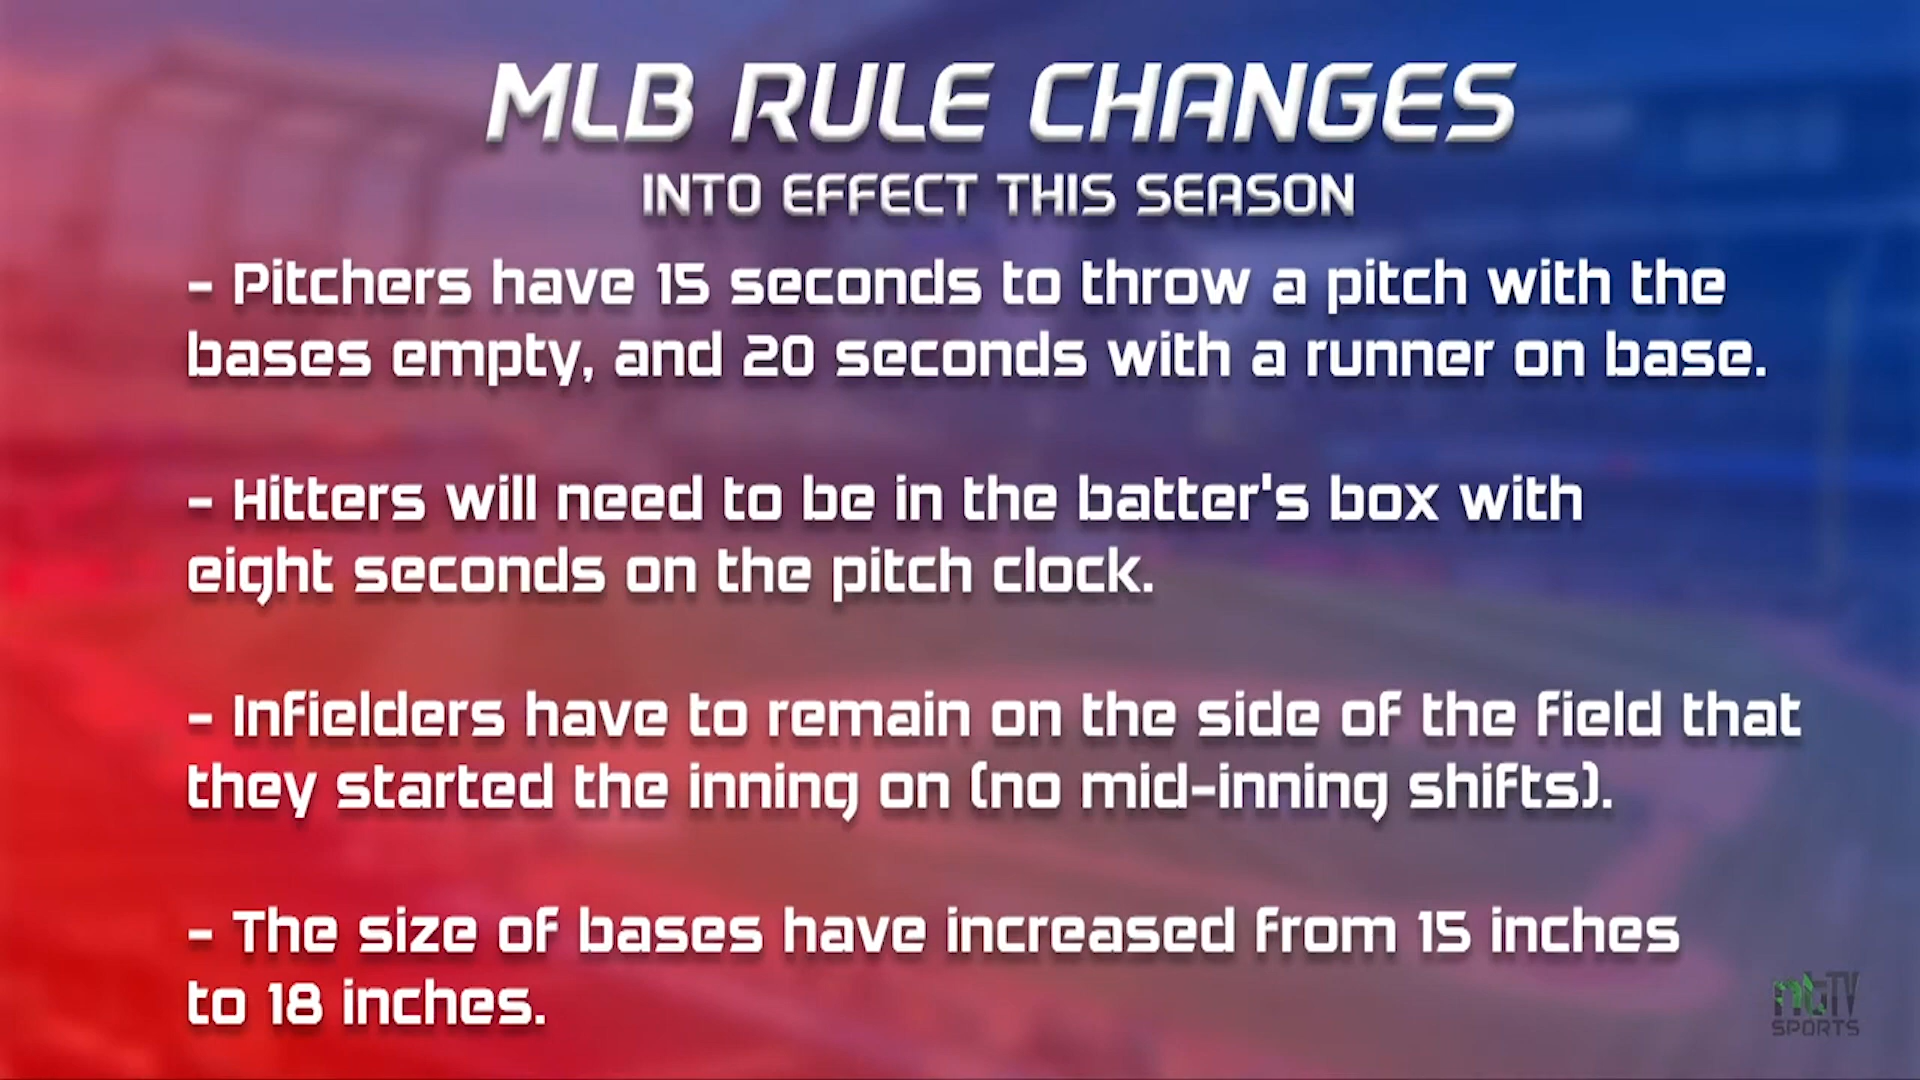 MLB RULE CHANGES
INTO EFFECT THIS SEASON
- Pitchers have 15 seconds to throw a pitch with the
bases empty, and 20 seconds with a runner on base.
- Hitters will need to be in the batter's box with
eight seconds on the pitch clock.
- Infielders have to remain on the side of the field that
they started the inning on (no mid-inning shifts).
- The size of bases have increased from 15 inches
to 18 inches.
SPORTS